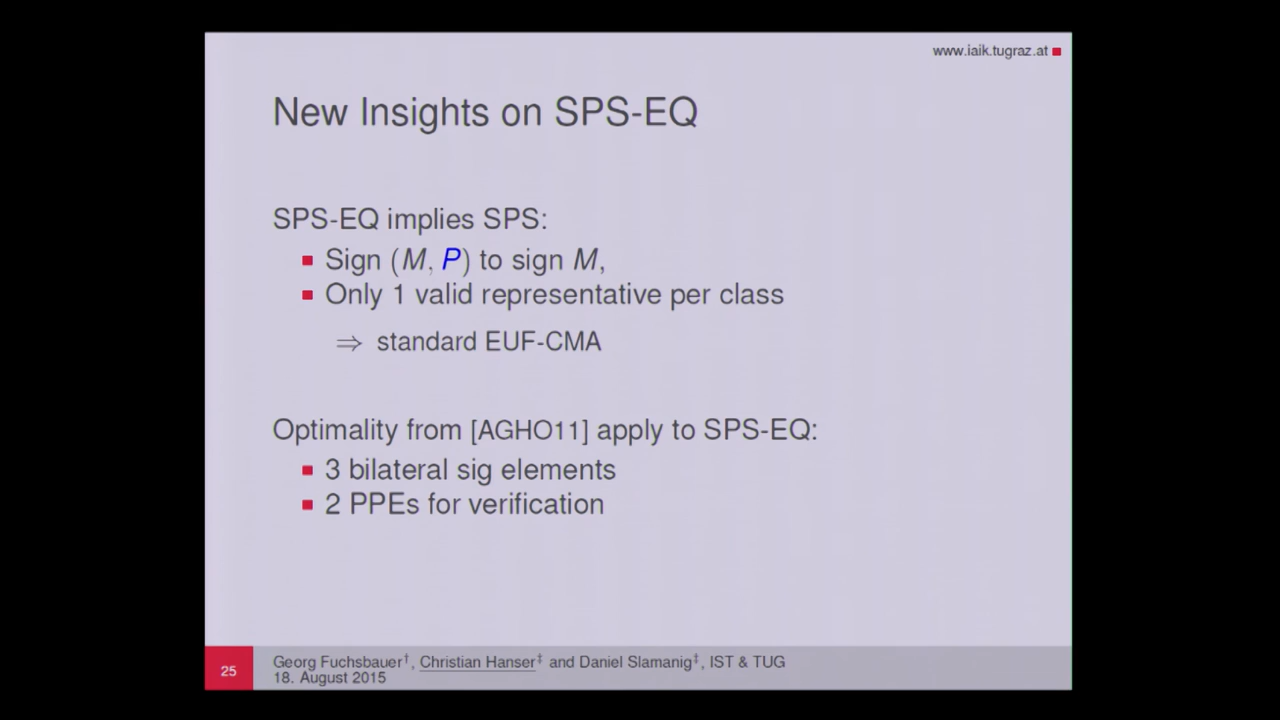 www.iaik.tugraz.at
New Insights on SPS-EQ
SPS-EQ implies SPS:
Sign (M, P) to sign M,
Only 1 valid representative per class
⇒ standard EUF-CMA
Optimality from [AGHO11] apply to SPS-EQ:
3 bilateral sig elements
2 PPEs for verification
25
Georg Fuchsbauer†, Christian Hanser‡ and Daniel Slamanig‡, IST & TUG
18. August 2015